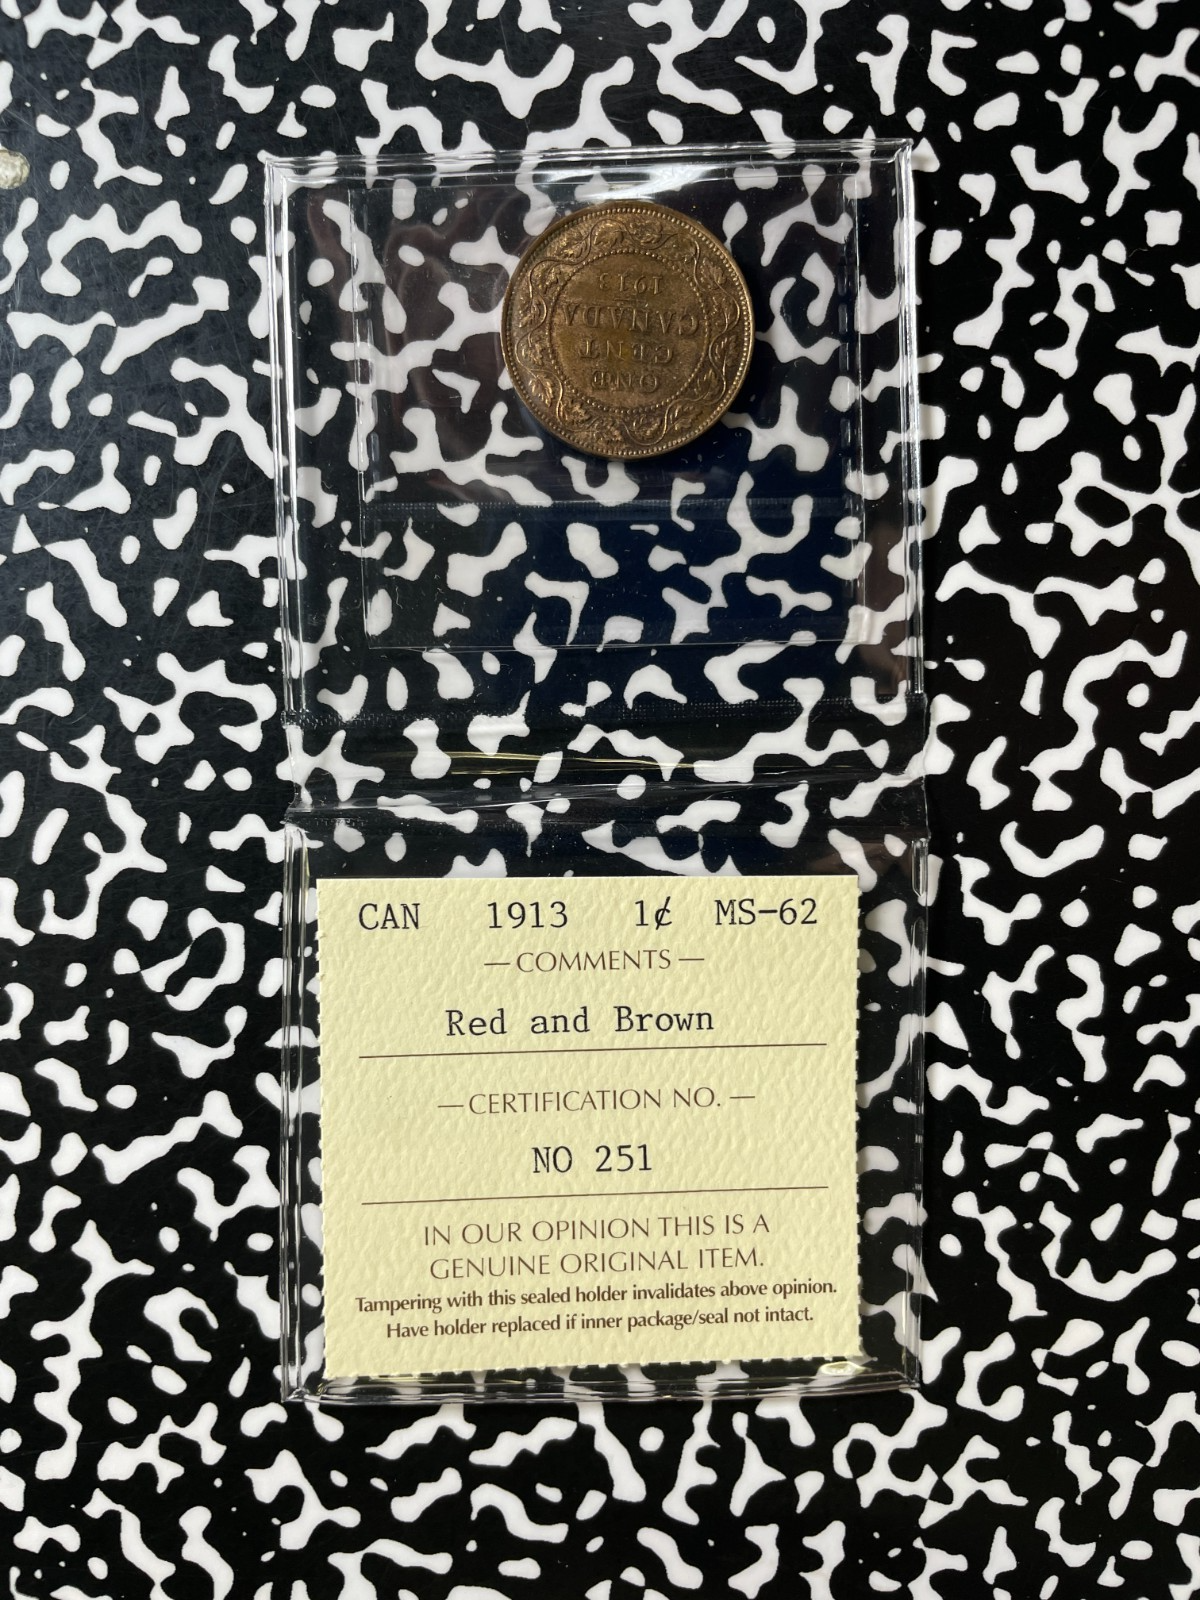 ONE
CENT
CANADA
1913
CAN 1913 1¢ MS-62
— COMMENTS —
Red and Brown
— CERTIFICATION NO. —
NO 251
IN OUR OPINION THIS IS A
GENUINE ORIGINAL ITEM.
Tampering with this sealed holder invalidates above opinion.
Have holder replaced if inner package/seal not intact.